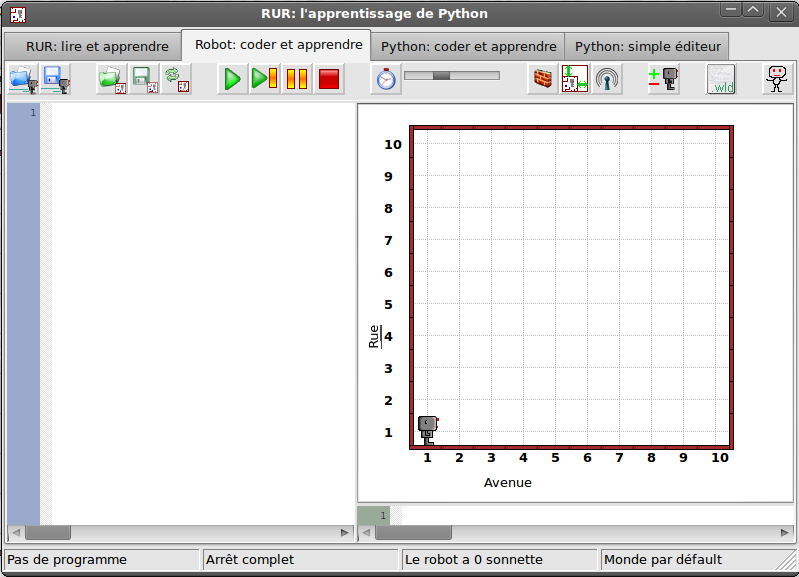 RUR: l'apprentissage de Python
RUR: lire et apprendre
Robot: coder et apprendre
Python: coder et apprendre
Python: simple éditeur
.wld
1
10
9
8
7
6
5
4
3
2
1
Rue
1 2 3 4 5 6 7 8 9 10
Avenue
1
Pas de programme
Arrêt complet
Le robot a 0 sonnette
Monde par défault